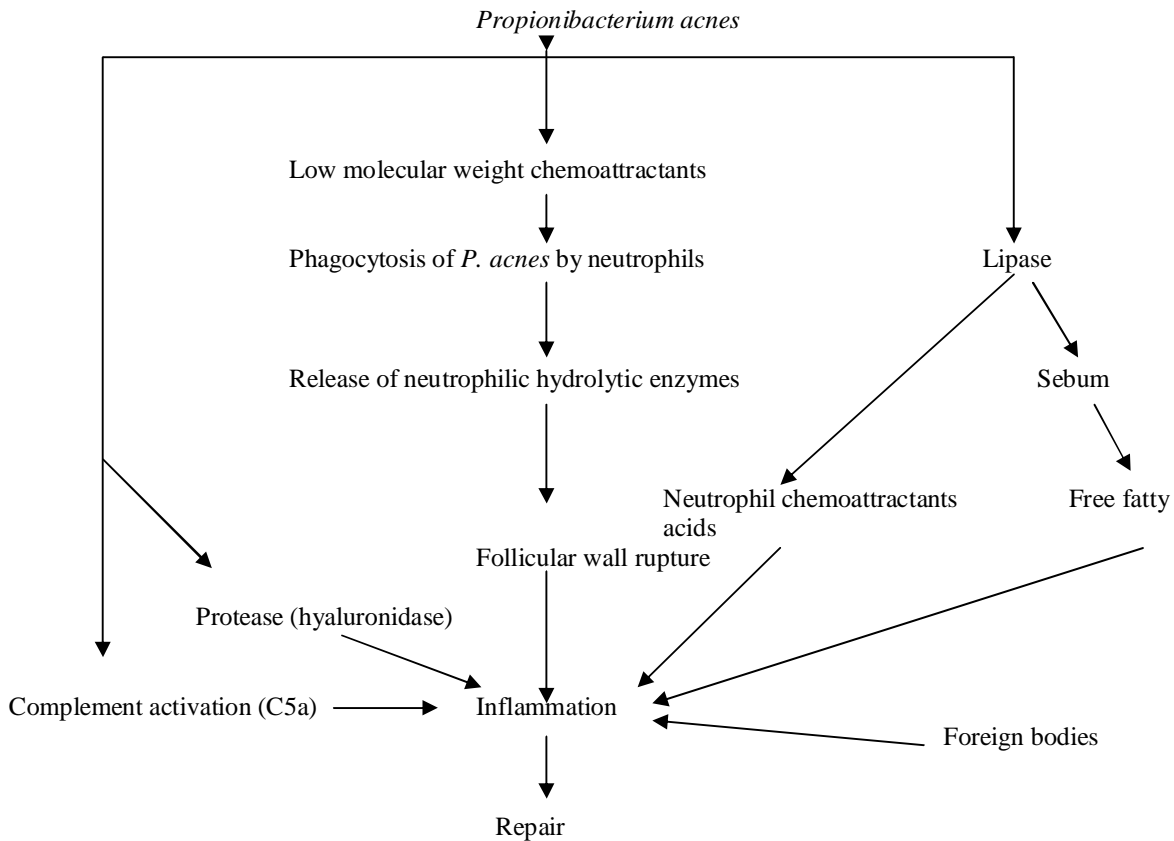 Propionibacterium acnes
Low molecular weight chemoattractants
Phagocytosis of P. acnes by neutrophils
Lipase
Release of neutrophilic hydrolytic enzymes
Sebum
Neutrophil chemoattractants
Free fatty
acids
Follicular wall rupture
Protease (hyaluronidase)
Complement activation (C5a)
Inflammation
Foreign bodies
Repair